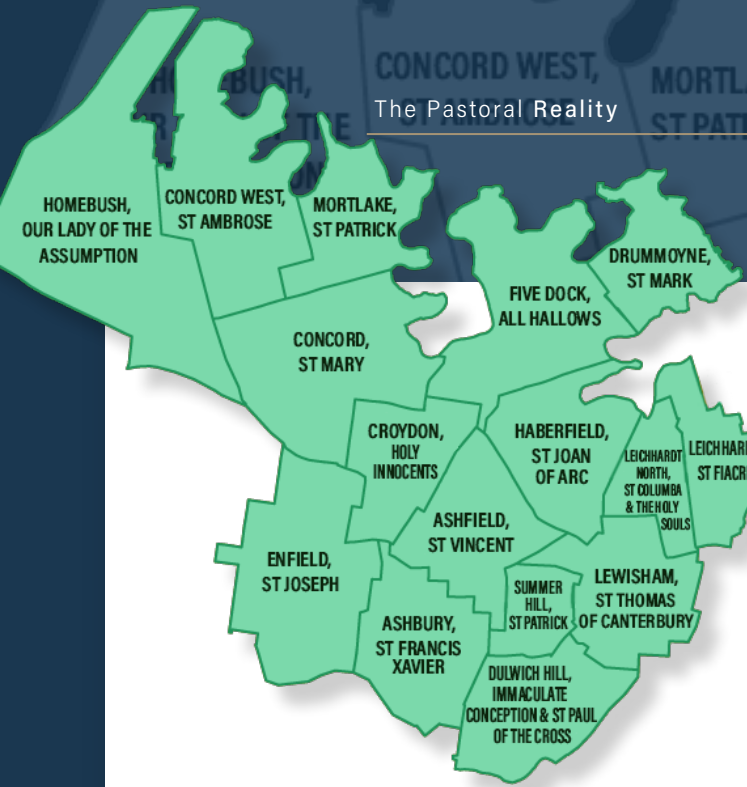 CONCORD WEST,
ST AMBROSE
The Pastoral Reality
HOMEBUSH,
OUR LADY OF THE
ASSUMPTION
CONCORD WEST,
ST AMBROSE
MORTLAKE,
ST PATRICK
DRUMMOYNE,
ST MARK
FIVE DOCK,
ALL HALLOWS
CONCORD,
ST MARY
CROYDON,
HOLY
INNOCENTS
HABERFIELD,
ST JOAN
OF ARC
LEICHHARDT
NORTH,
ST COLUMBA
& THE HOLY
SOULS
ST
ASHFIELD,
ST VINCENT
ENFIELD,
ST JOSEPH
SUMMER
HILL,
ST PATRICK
LEWISHAM,
ST THOMAS
OF CANTERBURY
ASHBURY,
ST FRANCIS
XAVIER
DULWICH HILL,
IMMACULATE
CONCEPTION & ST PAUL
OF THE CROSS